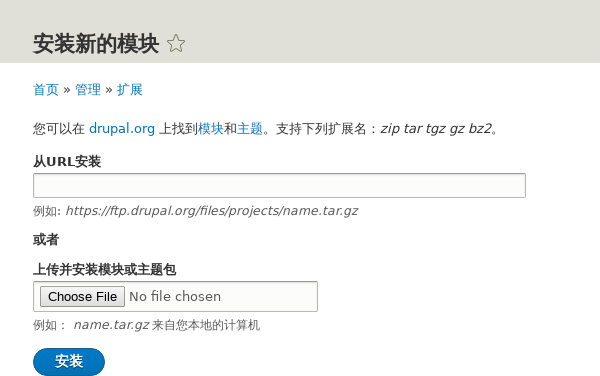 安装新的模块
首页 » 管理 » 扩展
您可以在 drupal.org 上找到模块和主题。支持下列扩展名：zip tar tgz gz bz2。
从URL安装
例如: https://ftp.drupal.org/files/projects/name.tar.gz
或者
上传并安装模块或主题包
Choose File No file chosen
例如： name.tar.gz 来自您本地的计算机
安装